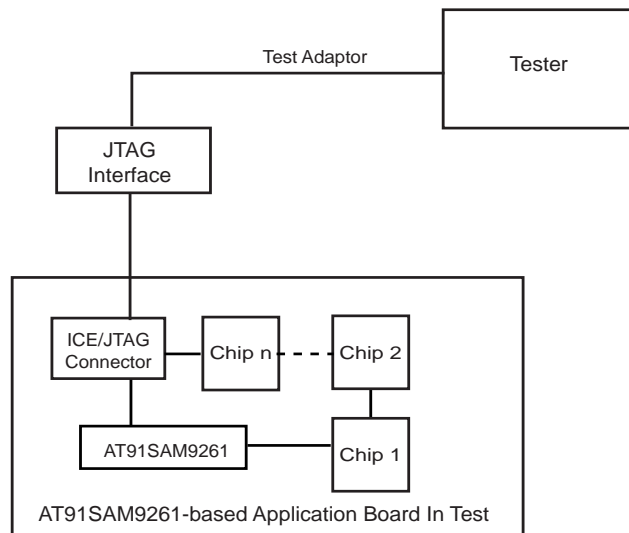 Test Adaptor
Tester
JTAG
Interface
ICE/JTAG
Connector
Chip n
Chip 2
AT91SAM9261
Chip 1
AT91SAM9261-based Application Board In Test